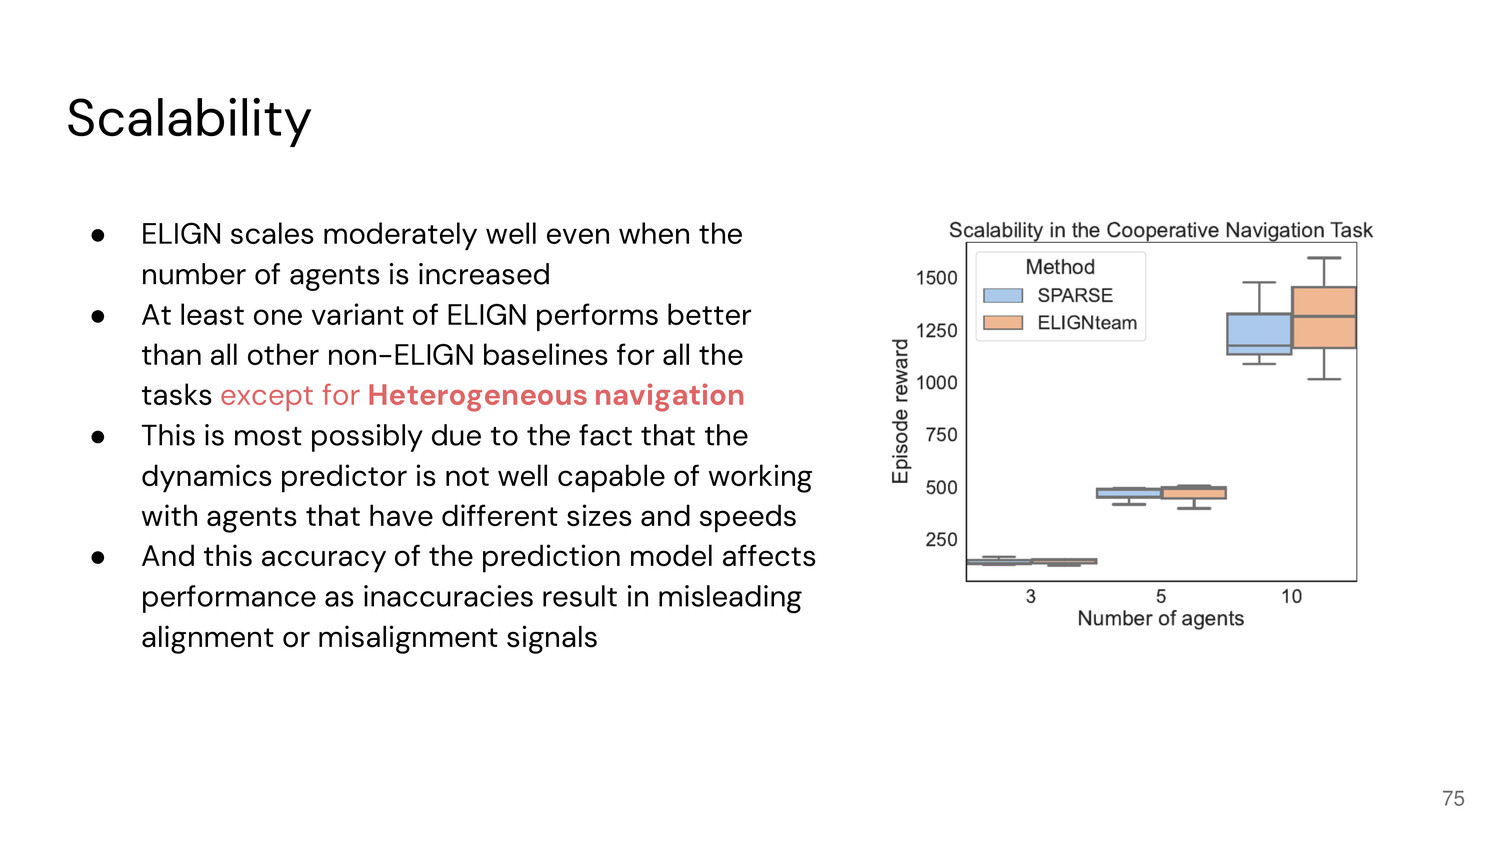 Scalability
● ELIGN scales moderately well even when the
number of agents is increased
● At least one variant of ELIGN performs better
than all other non-ELIGN baselines for all the
tasks except for Heterogeneous navigation
● This is most possibly due to the fact that the
dynamics predictor is not well capable of working
with agents that have different sizes and speeds
● And this accuracy of the prediction model affects
performance as inaccuracies result in misleading
alignment or misalignment signals
Scalability in the Cooperative Navigation Task
Method
SPARSE
ELIGNteam
Episode reward
1500
1250
1000
750
500
250
3 5 10
Number of agents
75